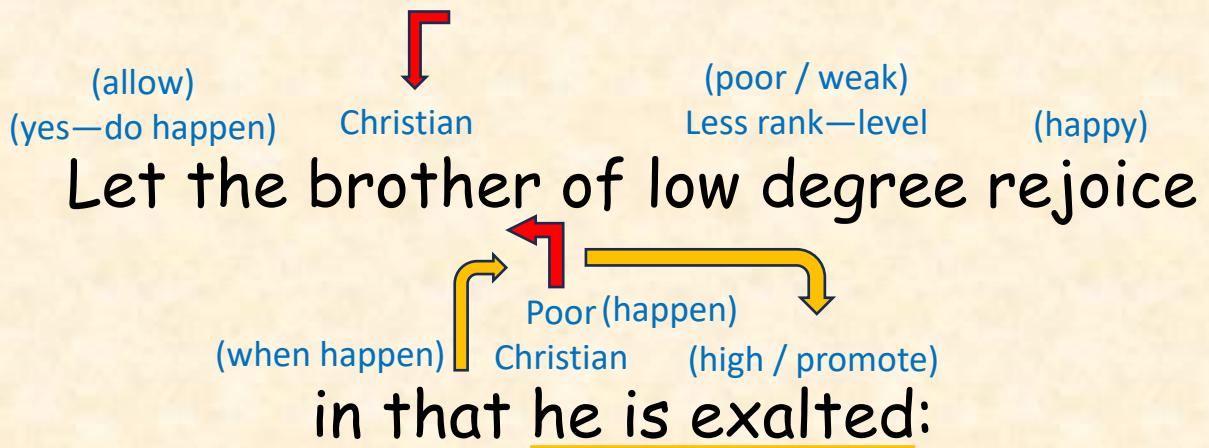 (allow) (poor / weak)
(yes—do happen) Christian Less rank—level (happy)
Let the brother of low degree rejoice
Poor (happen)
(when happen) Christian (high / promote)
in that he is exalted: